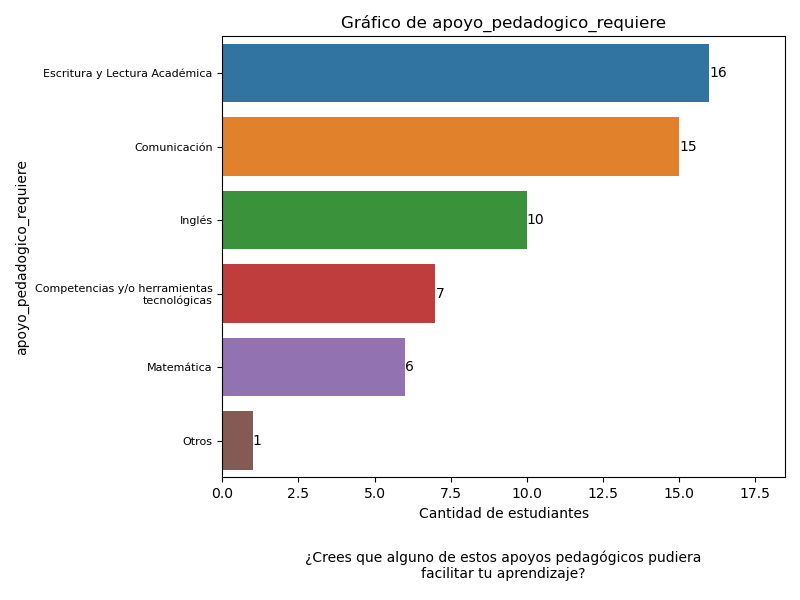 Gráfico de apoyo_pedadogico_requiere
apoyo_pedadogico_requiere
Escritura y Lectura Académica
16
Comunicación
15
Inglés
10
Competencias y/o herramientas
tecnológicas
7
Matemática
6
Otros
1
0.0 2.5 5.0 7.5 10.0 12.5 15.0 17.5
Cantidad de estudiantes
¿Crees que alguno de estos apoyos pedagógicos pudiera
facilitar tu aprendizaje?